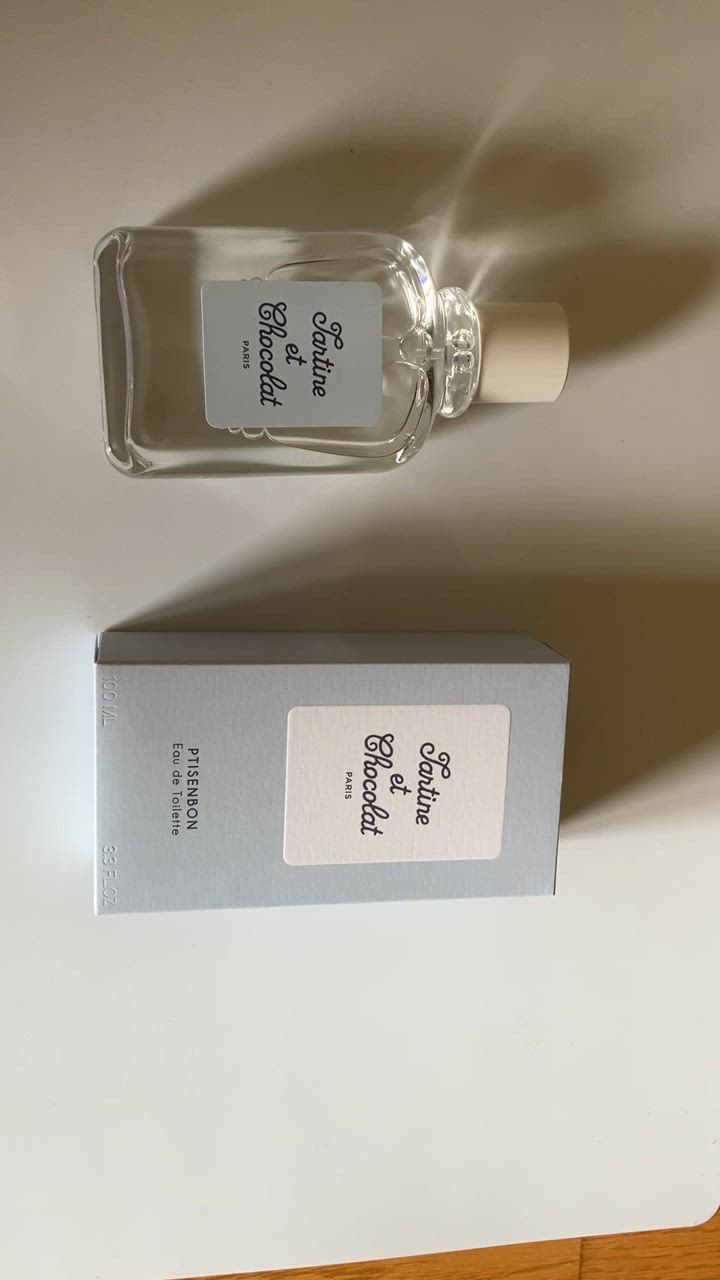 Tartine
et
Chocolat
PARIS
Tartine
et
Chocolat
PARIS
PTISENBON
Eau de Toilette
100 ML 3.3 FL.OZ